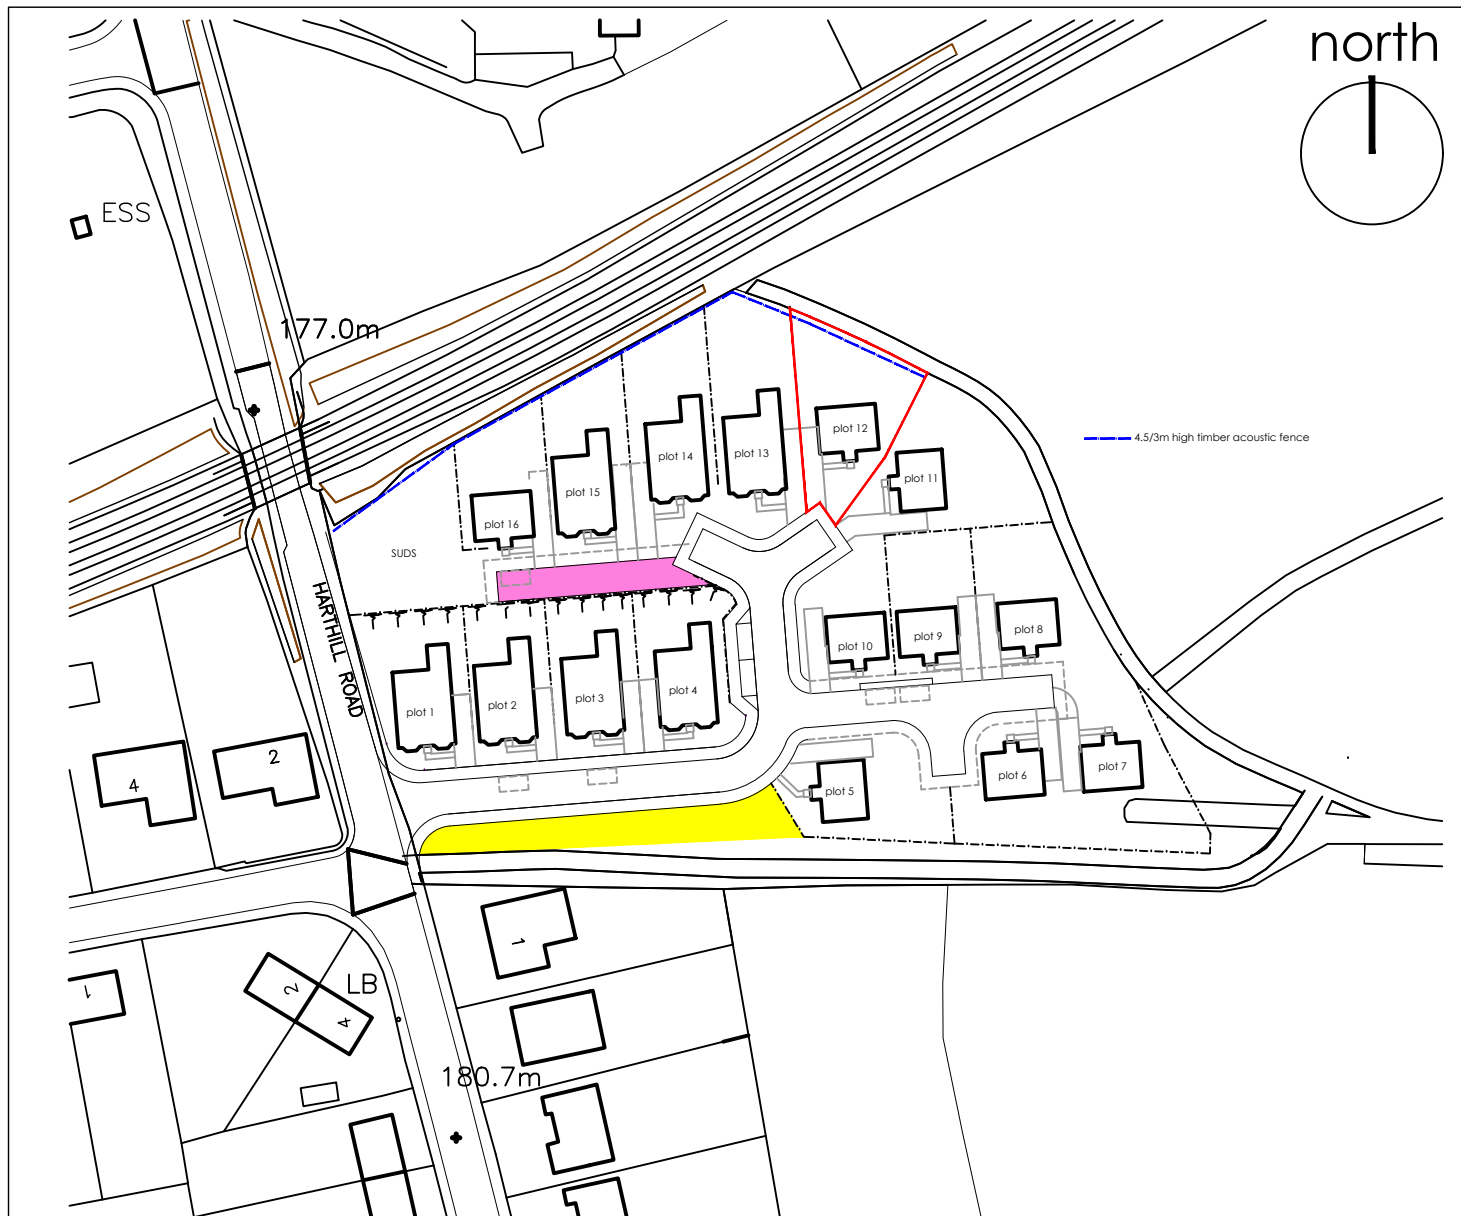 north
ESS
177.0m
4.5/3m high timber acoustic fence
plot 12
plot 13
plot 14
plot 11
plot 15
plot 16
SUDS
HARTHILL ROAD
plot 8
plot 9
plot 10
plot 4
plot 3
plot 2
plot 1
2
4
plot 7
plot 6
plot 5
1
1
2
4
LB
180.7m